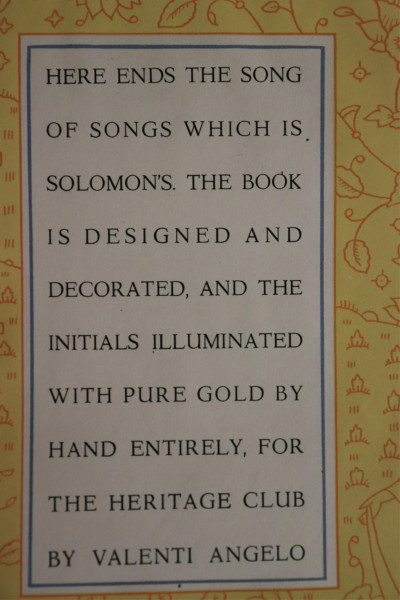 HERE ENDS THE SONG
OF SONGS WHICH IS
SOLOMON'S. THE BOOK
IS DESIGNED AND
DECORATED, AND THE
INITIALS ILLUMINATED
WITH PURE GOLD BY
HAND ENTIRELY, FOR
THE HERITAGE CLUB
BY VALENTI ANGELO